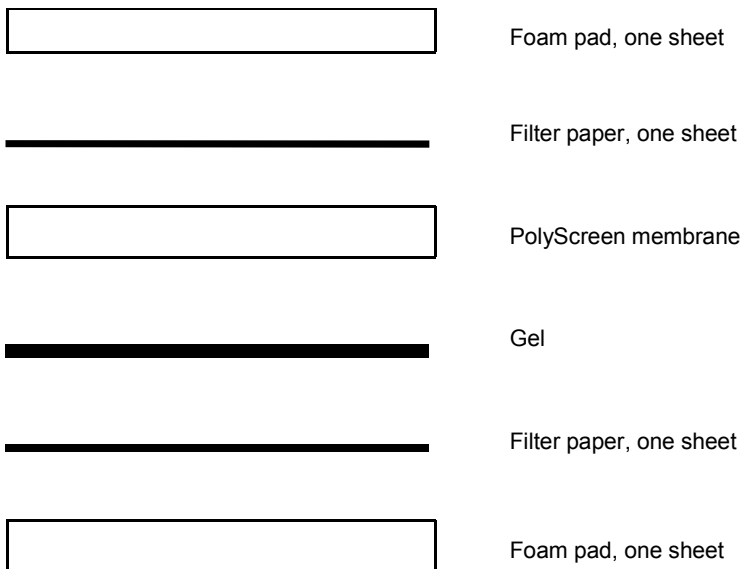 Foam pad, one sheet
Filter paper, one sheet
PolyScreen membrane
Gel
Filter paper, one sheet
Foam pad, one sheet